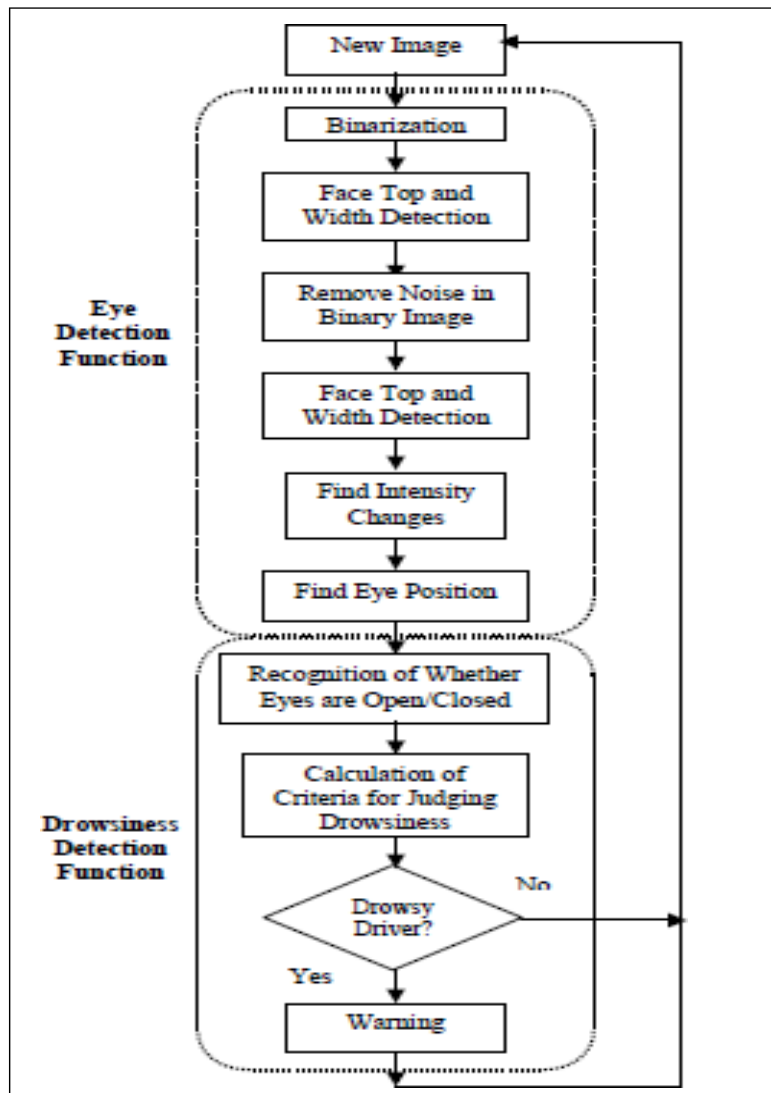 New Image
Binarization
Face Top and
Width Detection
Remove Noise in
Binary Image
Face Top and
Width Detection
Find Intensity
Changes
Find Eye Position
Eye
Detection
Function
Recognition of Whether
Eyes are Open/Closed
Calculation of
Criteria for Judging
Drowsiness
Drowsy
Driver?
No
Yes
Warning
Drowsiness
Detection
Function